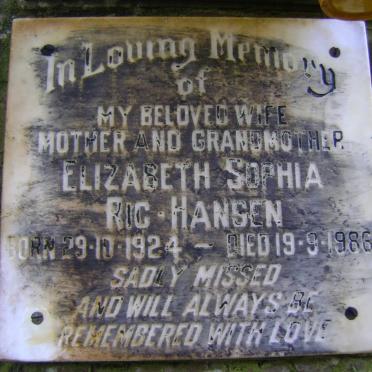 In Loving Memory
of
MY BELOVED WIFE
MOTHER AND GRANDMOTHER
ELIZABETH SOPHIA
RIC-HANSEN
BORN 29-10-1924 - DIED 19-9-1986
SADLY MISSED
AND WILL ALWAYS BE
REMEMBERED WITH LOVE